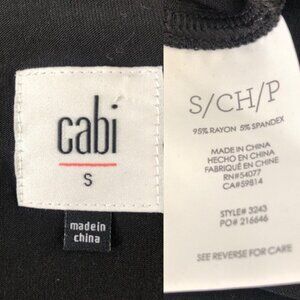 cabi
S
made in
china
S/CH/P
95% RAYON 5% SPANDEX
MADE IN CHINA
HECHO EN CHINA
FABRIQUÉ EN CHINE
RN#54077
CA#59814
STYLE# 3243
PO# 216646
SEE REVERSE FOR CARE